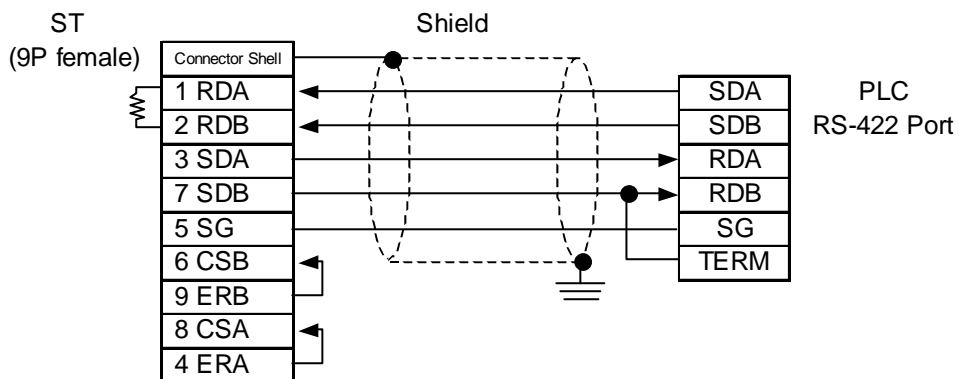 ST
(9P female)
Shield
Connector Shell
1 RDA
2 RDB
3 SDA
7 SDB
5 SG
6 CSB
9 ERB
8 CSA
4 ERA
SDA
SDB
RDA
RDB
SG
TERM
PLC
RS-422 Port